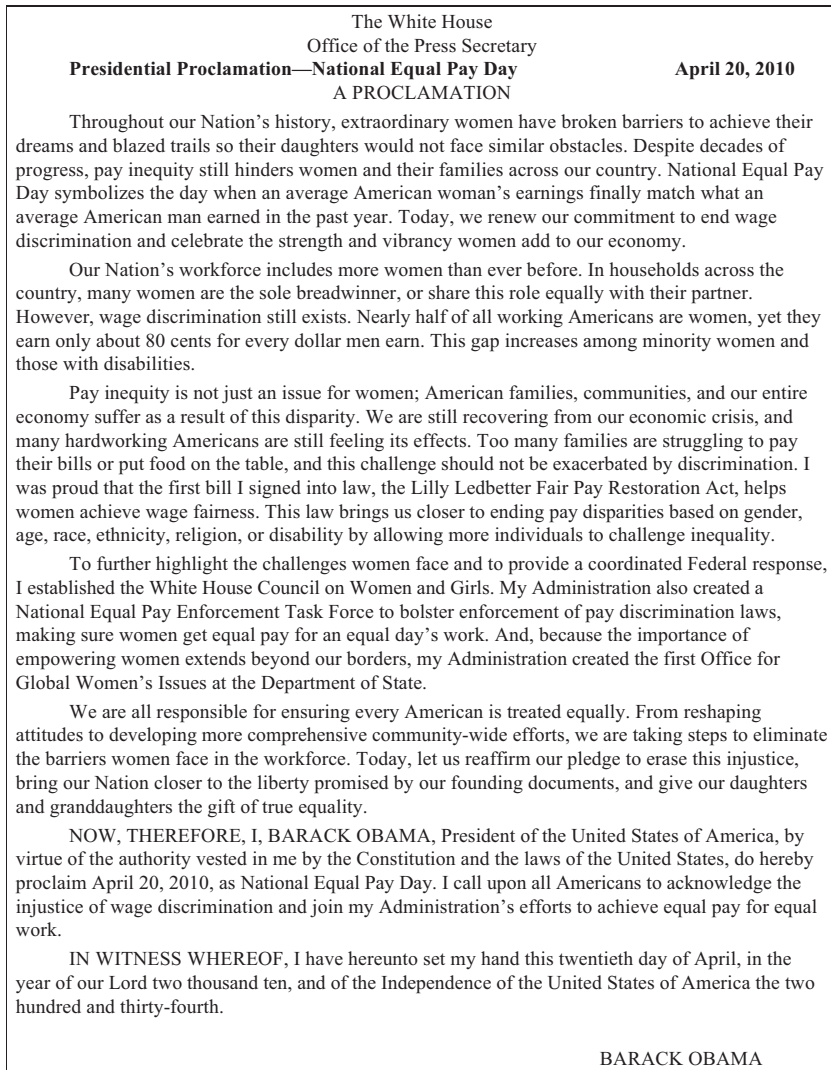 The White House
Office of the Press Secretary
Presidential Proclamation—National Equal Pay Day April 20, 2010
A PROCLAMATION
Throughout our Nation’s history, extraordinary women have broken barriers to achieve their
dreams and blazed trails so their daughters would not face similar obstacles. Despite decades of
progress, pay inequity still hinders women and their families across our country. National Equal Pay
Day symbolizes the day when an average American woman’s earnings finally match what an
average American man earned in the past year. Today, we renew our commitment to end wage
discrimination and celebrate the strength and vibrancy women add to our economy.
Our Nation’s workforce includes more women than ever before. In households across the
country, many women are the sole breadwinner, or share this role equally with their partner.
However, wage discrimination still exists. Nearly half of all working Americans are women, yet they
earn only about 80 cents for every dollar men earn. This gap increases among minority women and
those with disabilities.
Pay inequity is not just an issue for women; American families, communities, and our entire
economy suffer as a result of this disparity. We are still recovering from our economic crisis, and
many hardworking Americans are still feeling its effects. Too many families are struggling to pay
their bills or put food on the table, and this challenge should not be exacerbated by discrimination. I
was proud that the first bill I signed into law, the Lilly Ledbetter Fair Pay Restoration Act, helps
women achieve wage fairness. This law brings us closer to ending pay disparities based on gender,
age, race, ethnicity, religion, or disability by allowing more individuals to challenge inequality.
To further highlight the challenges women face and to provide a coordinated Federal response,
I established the White House Council on Women and Girls. My Administration also created a
National Equal Pay Enforcement Task Force to bolster enforcement of pay discrimination laws,
making sure women get equal pay for an equal day’s work. And, because the importance of
empowering women extends beyond our borders, my Administration created the first Office for
Global Women’s Issues at the Department of State.
We are all responsible for ensuring every American is treated equally. From reshaping
attitudes to developing more comprehensive community-wide efforts, we are taking steps to eliminate
the barriers women face in the workforce. Today, let us reaffirm our pledge to erase this injustice,
bring our Nation closer to the liberty promised by our founding documents, and give our daughters
and granddaughters the gift of true equality.
NOW, THEREFORE, I, BARACK OBAMA, President of the United States of America, by
virtue of the authority vested in me by the Constitution and the laws of the United States, do hereby
proclaim April 20, 2010, as National Equal Pay Day. I call upon all Americans to acknowledge the
injustice of wage discrimination and join my Administration’s efforts to achieve equal pay for equal
work.
IN WITNESS WHEREOF, I have hereunto set my hand this twentieth day of April, in the
year of our Lord two thousand ten, and of the Independence of the United States of America the two
hundred and thirty-fourth.
BARACK OBAMA